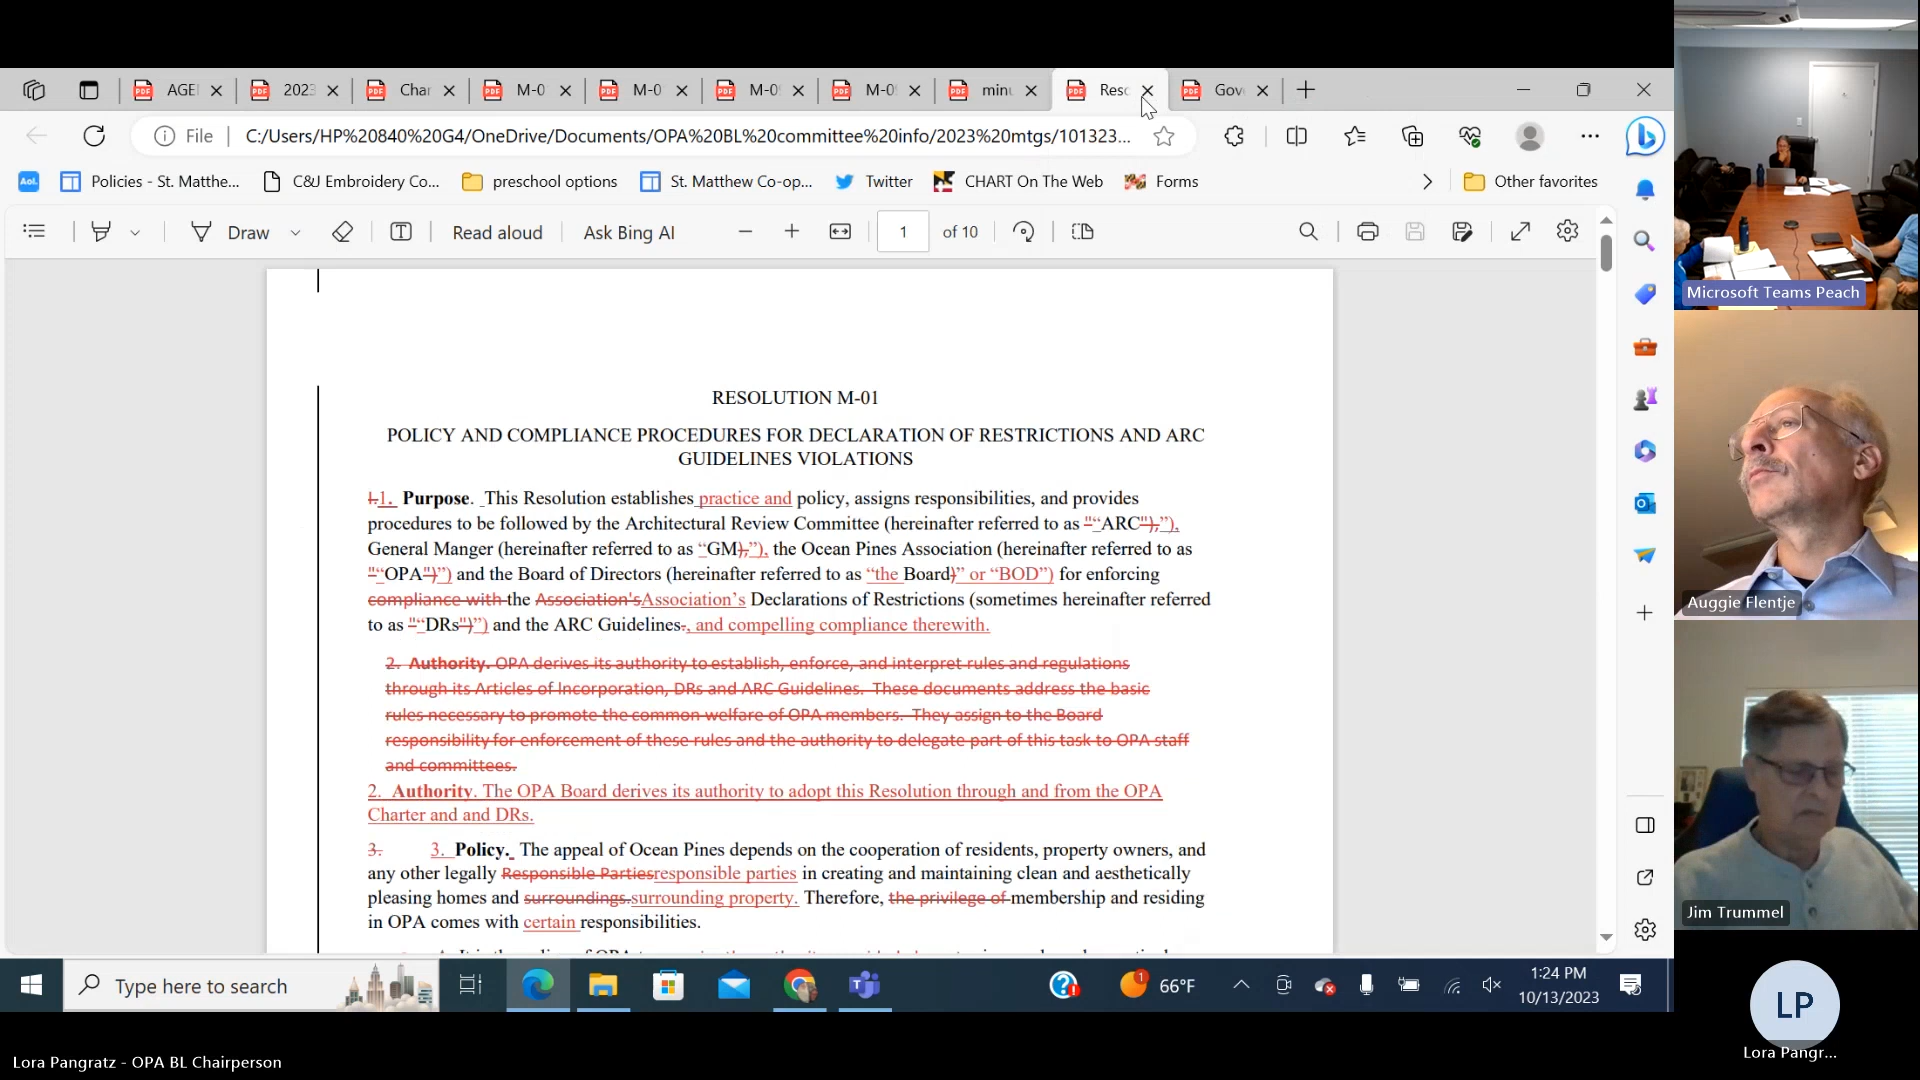 AGE
2023
Char
M-0
M-0
M-0
M-0
minu
Reso
Gov
File
C:/Users/HP%20840%20G4/OneDrive/Documents/OPA%20BL%20committee%20info/2023%20mtgs/101323...
Aol.
Policies - St. Matthe...
C&J Embroidery Co...
preschool options
St. Matthew Co-op...
Twitter
CHART On The Web
Forms
Other favorites
Draw
Read aloud
Ask Bing AI
1
of 10
RESOLUTION M-01
POLICY AND COMPLIANCE PROCEDURES FOR DECLARATION OF RESTRICTIONS AND ARC
GUIDELINES VIOLATIONS
I.1. Purpose. This Resolution establishes practice and policy, assigns responsibilities, and provides
procedures to be followed by the Architectural Review Committee (hereinafter referred to as "“ARC"),”),
General Manger (hereinafter referred to as “GM),”), the Ocean Pines Association (hereinafter referred to as
"“OPA")”) and the Board of Directors (hereinafter referred to as “the Board)” or “BOD”) for enforcing
compliance with the Association'sAssociation’s Declarations of Restrictions (sometimes hereinafter referred
to as "“DRs")”) and the ARC Guidelines., and compelling compliance therewith.
2. Authority. OPA derives its authority to establish, enforce, and interpret rules and regulations
through its Articles of Incorporation, DRs and ARC Guidelines. These documents address the basic
rules necessary to promote the common welfare of OPA members. They assign to the Board
responsibility for enforcement of these rules and the authority to delegate part of this task to OPA staff
and committees.
2. Authority. The OPA Board derives its authority to adopt this Resolution through and from the OPA
Charter and and DRs.
3. 3. Policy. The appeal of Ocean Pines depends on the cooperation of residents, property owners, and
any other legally Responsible Partiesresponsible parties in creating and maintaining clean and aesthetically
pleasing homes and surroundings.surrounding property. Therefore, the privilege of membership and residing
in OPA comes with certain responsibilities.
Type here to search
1
66°F
1:24 PM
10/13/2023
Microsoft Teams Peach
Auggie Flentje
Jim Trummel
LP
Lora Pangr...
Lora Pangratz - OPA BL Chairperson